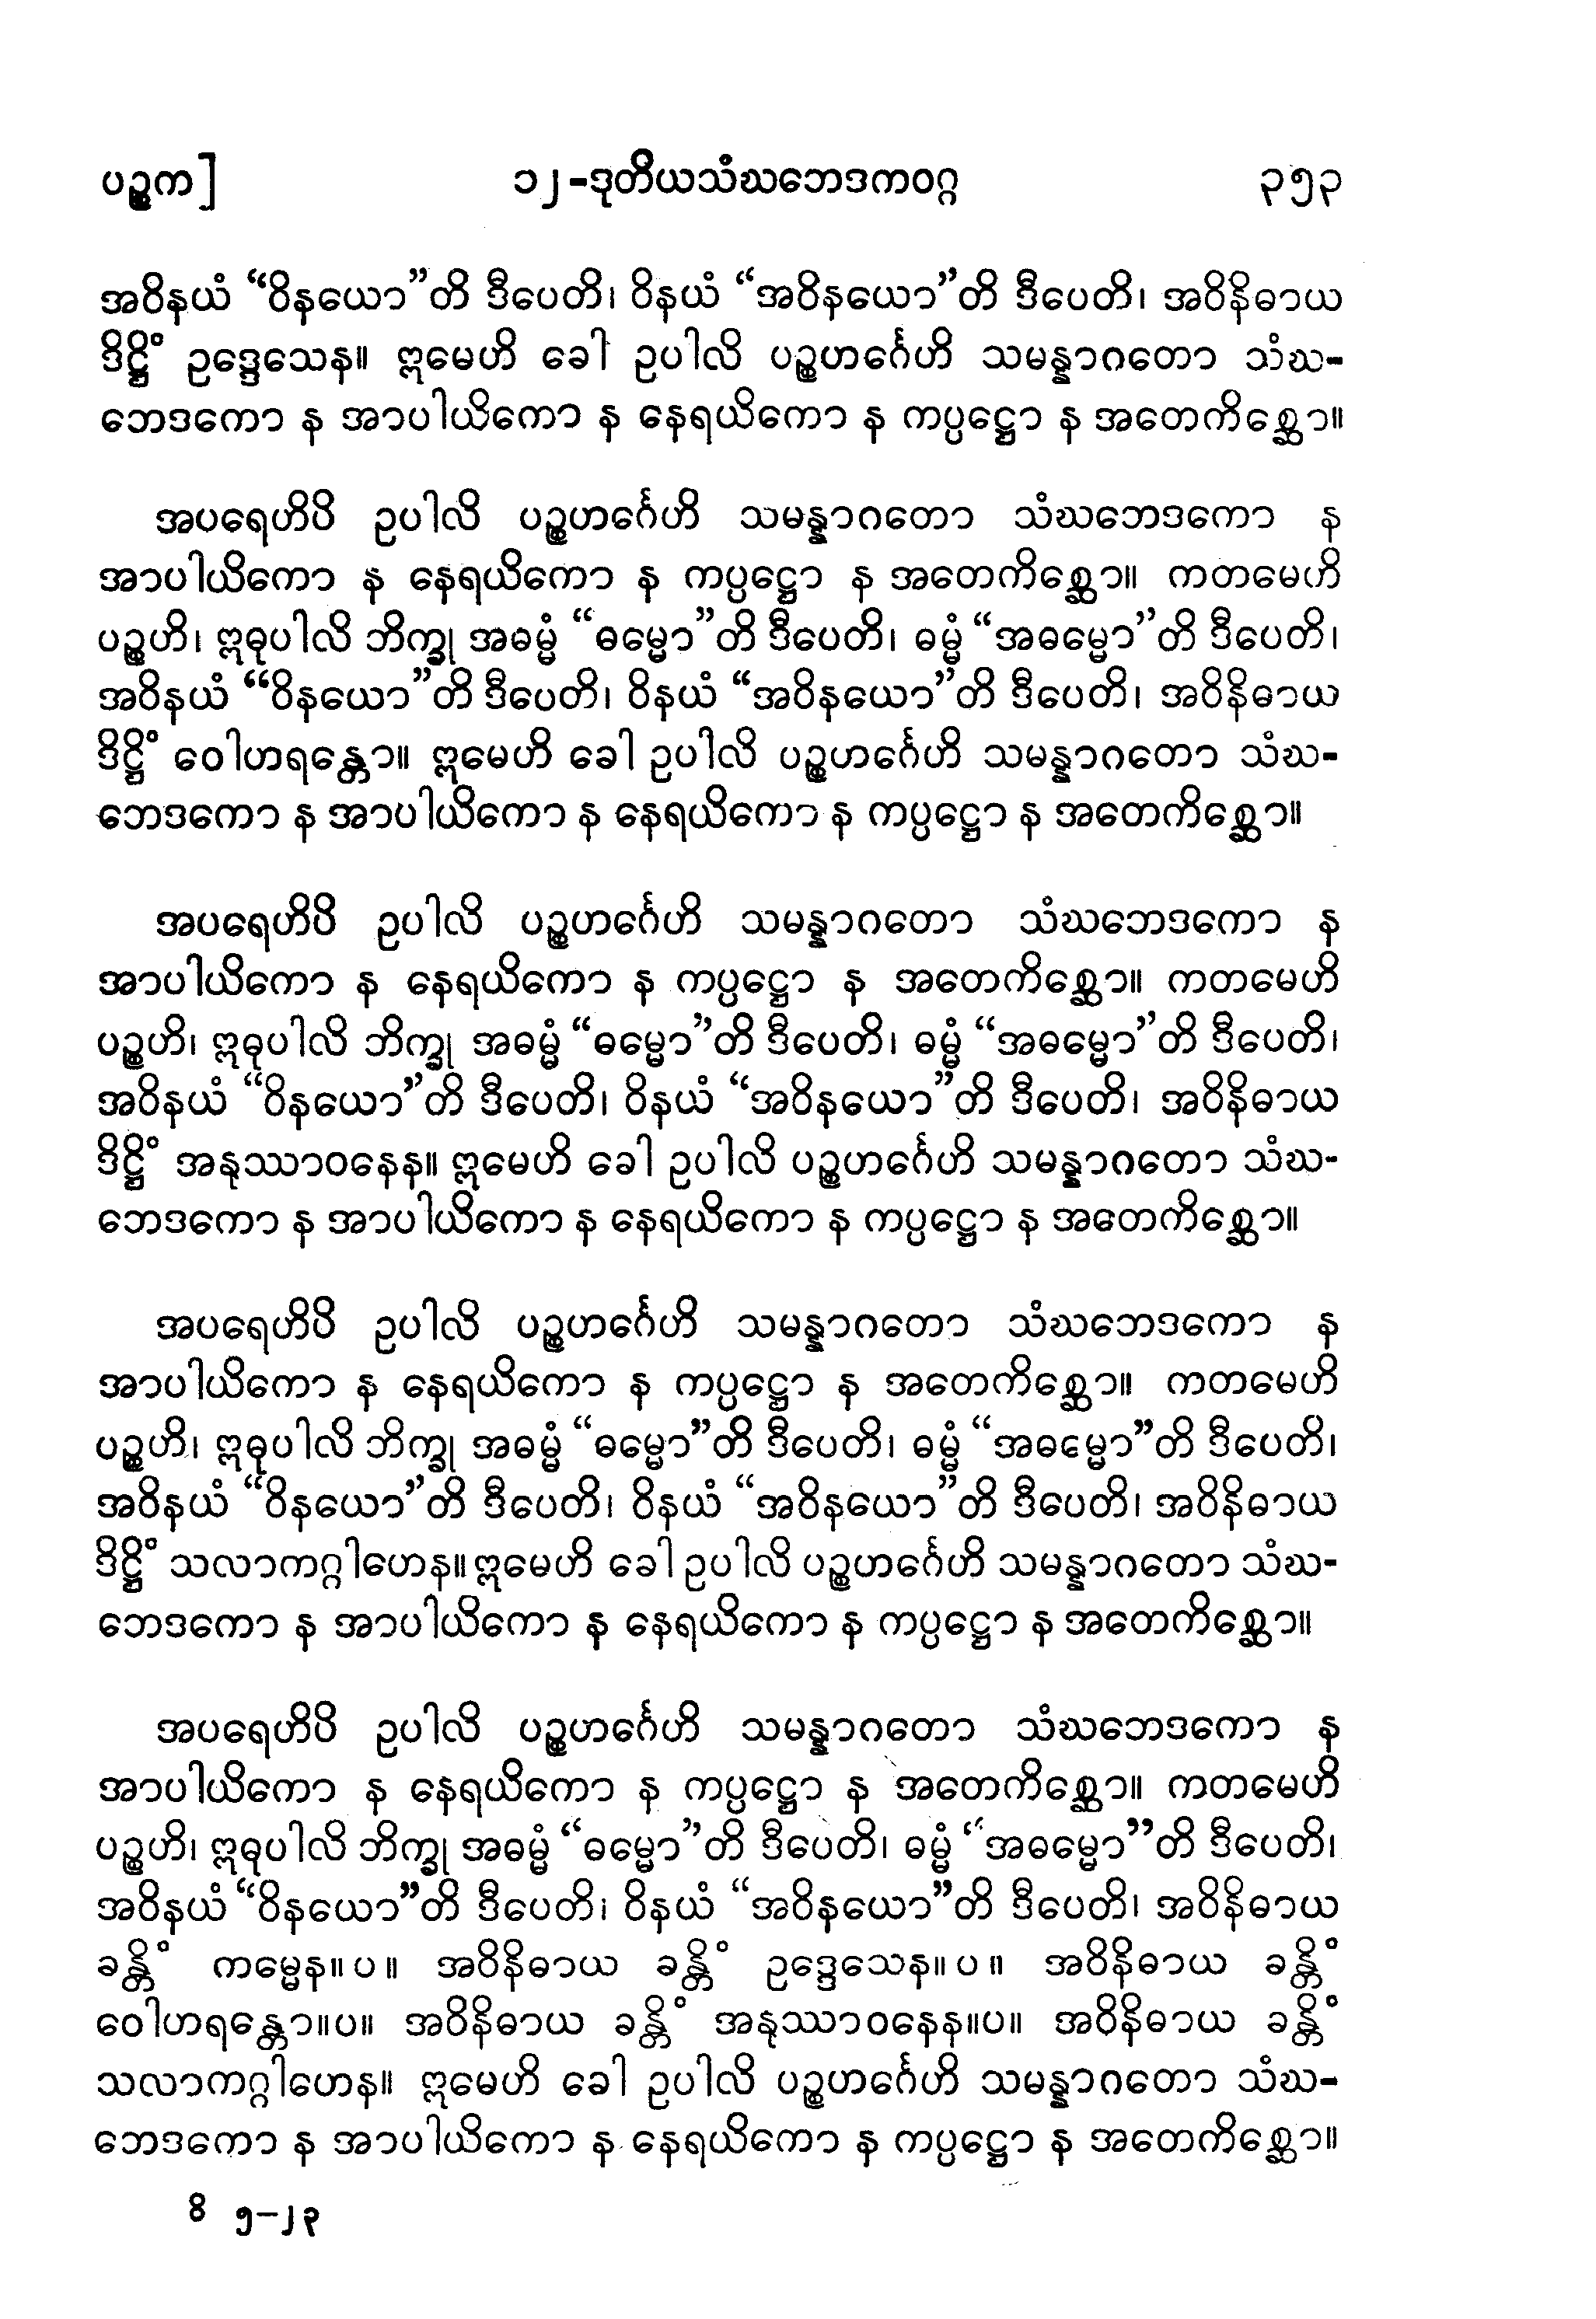 ပဉ္စက]	၁၂-ဒုတိယသံဃဘေဒကဝဂ္ဂ	၃၅၃
အဝိနယံ “ဝိနယော”တိ ဒီပေတိ၊ ဝိနယံ “အဝိနယော”တိ ဒီပေတိ၊ အဝိနိဓာယ
ဒိဋ္ဌိံ ဥဒ္ဒေသေန။ ဣမေဟိ ခေါ ဥပါလိ ပဉ္စဟင်္ဂေဟိ သမန္နာဂတော သံဃ-
ဘေဒကော န အာပါယိကော န နေရယိကော န ကပ္ပဋ္ဌော န အတေကိစ္ဆော။
အပရေဟိပိ ဥပါလိ ပဉ္စဟင်္ဂေဟိ သမန္နာဂတော သံဃဘေဒကော န
အာပါယိကော န နေရယိကော န ကပ္ပဋ္ဌော န အတေကိစ္ဆော။ ကတမေဟိ
ပဉ္စဟိ၊ ဣဓုပါလိ ဘိက္ခု အဓမ္မံ “ဓမ္မော”တိ ဒီပေတိ၊ ဓမ္မံ “အဓမ္မော”တိ ဒီပေတိ၊
အဝိနယံ “ဝိနယော”တိ ဒီပေတိ၊ ဝိနယံ “အဝိနယော”တိ ဒီပေတိ၊ အဝိနိဓာယ
ဒိဋ္ဌိံ ဝေါဟရန္တော။ ဣမေဟိ ခေါ ဥပါလိ ပဉ္စဟင်္ဂေဟိ သမန္နာဂတော သံဃ-
ဘေဒကော န အာပါယိကော န နေရယိကော န ကပ္ပဋ္ဌော န အတေကိစ္ဆော။
အပရေဟိပိ ဥပါလိ ပဉ္စဟင်္ဂေဟိ သမန္နာဂတော သံဃဘေဒကော န
အာပါယိကော န နေရယိကော န ကပ္ပဋ္ဌော န အတေကိစ္ဆော။ ကတမေဟိ
ပဉ္စဟိ၊ ဣဓုပါလိ ဘိက္ခု အဓမ္မံ “ဓမ္မော”တိ ဒီပေတိ၊ ဓမ္မံ “အဓမ္မော”တိ ဒီပေတိ၊
အဝိနယံ “ဝိနယော”တိ ဒီပေတိ၊ ဝိနယံ “အဝိနယော”တိ ဒီပေတိ၊ အဝိနိဓာယ
ဒိဋ္ဌိံ အနုဿာဝနေန။ ဣမေဟိ ခေါ ဥပါလိ ပဉ္စဟင်္ဂေဟိ သမန္နာဂတော သံဃ-
ဘေဒကော န အာပါယိကော န နေရယိကော န ကပ္ပဋ္ဌော န အတေကိစ္ဆော။
အပရေဟိပိ ဥပါလိ ပဉ္စဟင်္ဂေဟိ သမန္နာဂတော သံဃဘေဒကော န
အာပါယိကော န နေရယိကော န ကပ္ပဋ္ဌော န အတေကိစ္ဆော။ ကတမေဟိ
ပဉ္စဟိ၊ ဣဓုပါလိ ဘိက္ခု အဓမ္မံ “ဓမ္မော”တိ ဒီပေတိ၊ ဓမ္မံ “အဓမ္မော”တိ ဒီပေတိ၊
အဝိနယံ “ဝိနယော”တိ ဒီပေတိ၊ ဝိနယံ “အဝိနယော”တိ ဒီပေတိ၊ အဝိနိဓာယ
ဒိဋ္ဌိံ သလာကဂ္ဂါဟေန။ ဣမေဟိ ခေါ ဥပါလိ ပဉ္စဟင်္ဂေဟိ သမန္နာဂတော သံဃ-
ဘေဒကော န အာပါယိကော န နေရယိကော န ကပ္ပဋ္ဌော န အတေကိစ္ဆော။
အပရေဟိပိ ဥပါလိ ပဉ္စဟင်္ဂေဟိ သမန္နာဂတော သံဃဘေဒကော န
အာပါယိကော န နေရယိကော န ကပ္ပဋ္ဌော န အတေကိစ္ဆော။ ကတမေဟိ
ပဉ္စဟိ၊ ဣဓုပါလိ ဘိက္ခု အဓမ္မံ “ဓမ္မော”တိ ဒီပေတိ၊ ဓမ္မံ “အဓမ္မော”တိ ဒီပေတိ၊
အဝိနယံ “ဝိနယော”တိ ဒီပေတိ၊ ဝိနယံ “အဝိနယော”တိ ဒီပေတိ၊ အဝိနိဓာယ
ခန္တိံ ကမ္မေန။ပ။ အဝိနိဓာယ ခန္တိံ ဥဒ္ဒေသေန။ပ။ အဝိနိဓာယ ခန္တိံ
ဝေါဟရန္တော။ပ။ အဝိနိဓာယ ခန္တိံ အနုဿာဝနေန။ပ။ အဝိနိဓာယ ခန္တိံ
သလာကဂ္ဂါဟေန။ ဣမေဟိ ခေါ ဥပါလိ ပဉ္စဟင်္ဂေဟိ သမန္နာဂတော သံဃ-
ဘေဒကော န အာပါယိကော န နေရယိကော န ကပ္ပဋ္ဌော န အတေကိစ္ဆော။
ဝိ ၅-၂၃